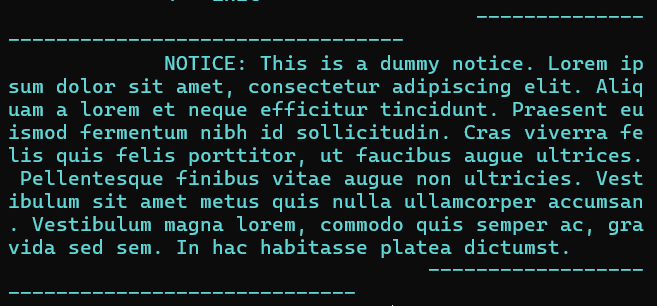 --------------
---------------------------------
NOTICE: This is a dummy notice. Lorem ip
sum dolor sit amet, consectetur adipiscing elit. Aliq
uam a lorem et neque efficitur tincidunt. Praesent eu
ismod fermentum nibh id sollicitudin. Cras viverra fe
lis quis felis porttitor, ut faucibus augue ultrices.
Pellentesque finibus vitae augue non ultricies. Vest
ibulum sit amet metus quis nulla ullamcorper accumsan
. Vestibulum magna lorem, commodo quis semper ac, gra
vida sed sem. In hac habitasse platea dictumst.
------------------
-----------------------------